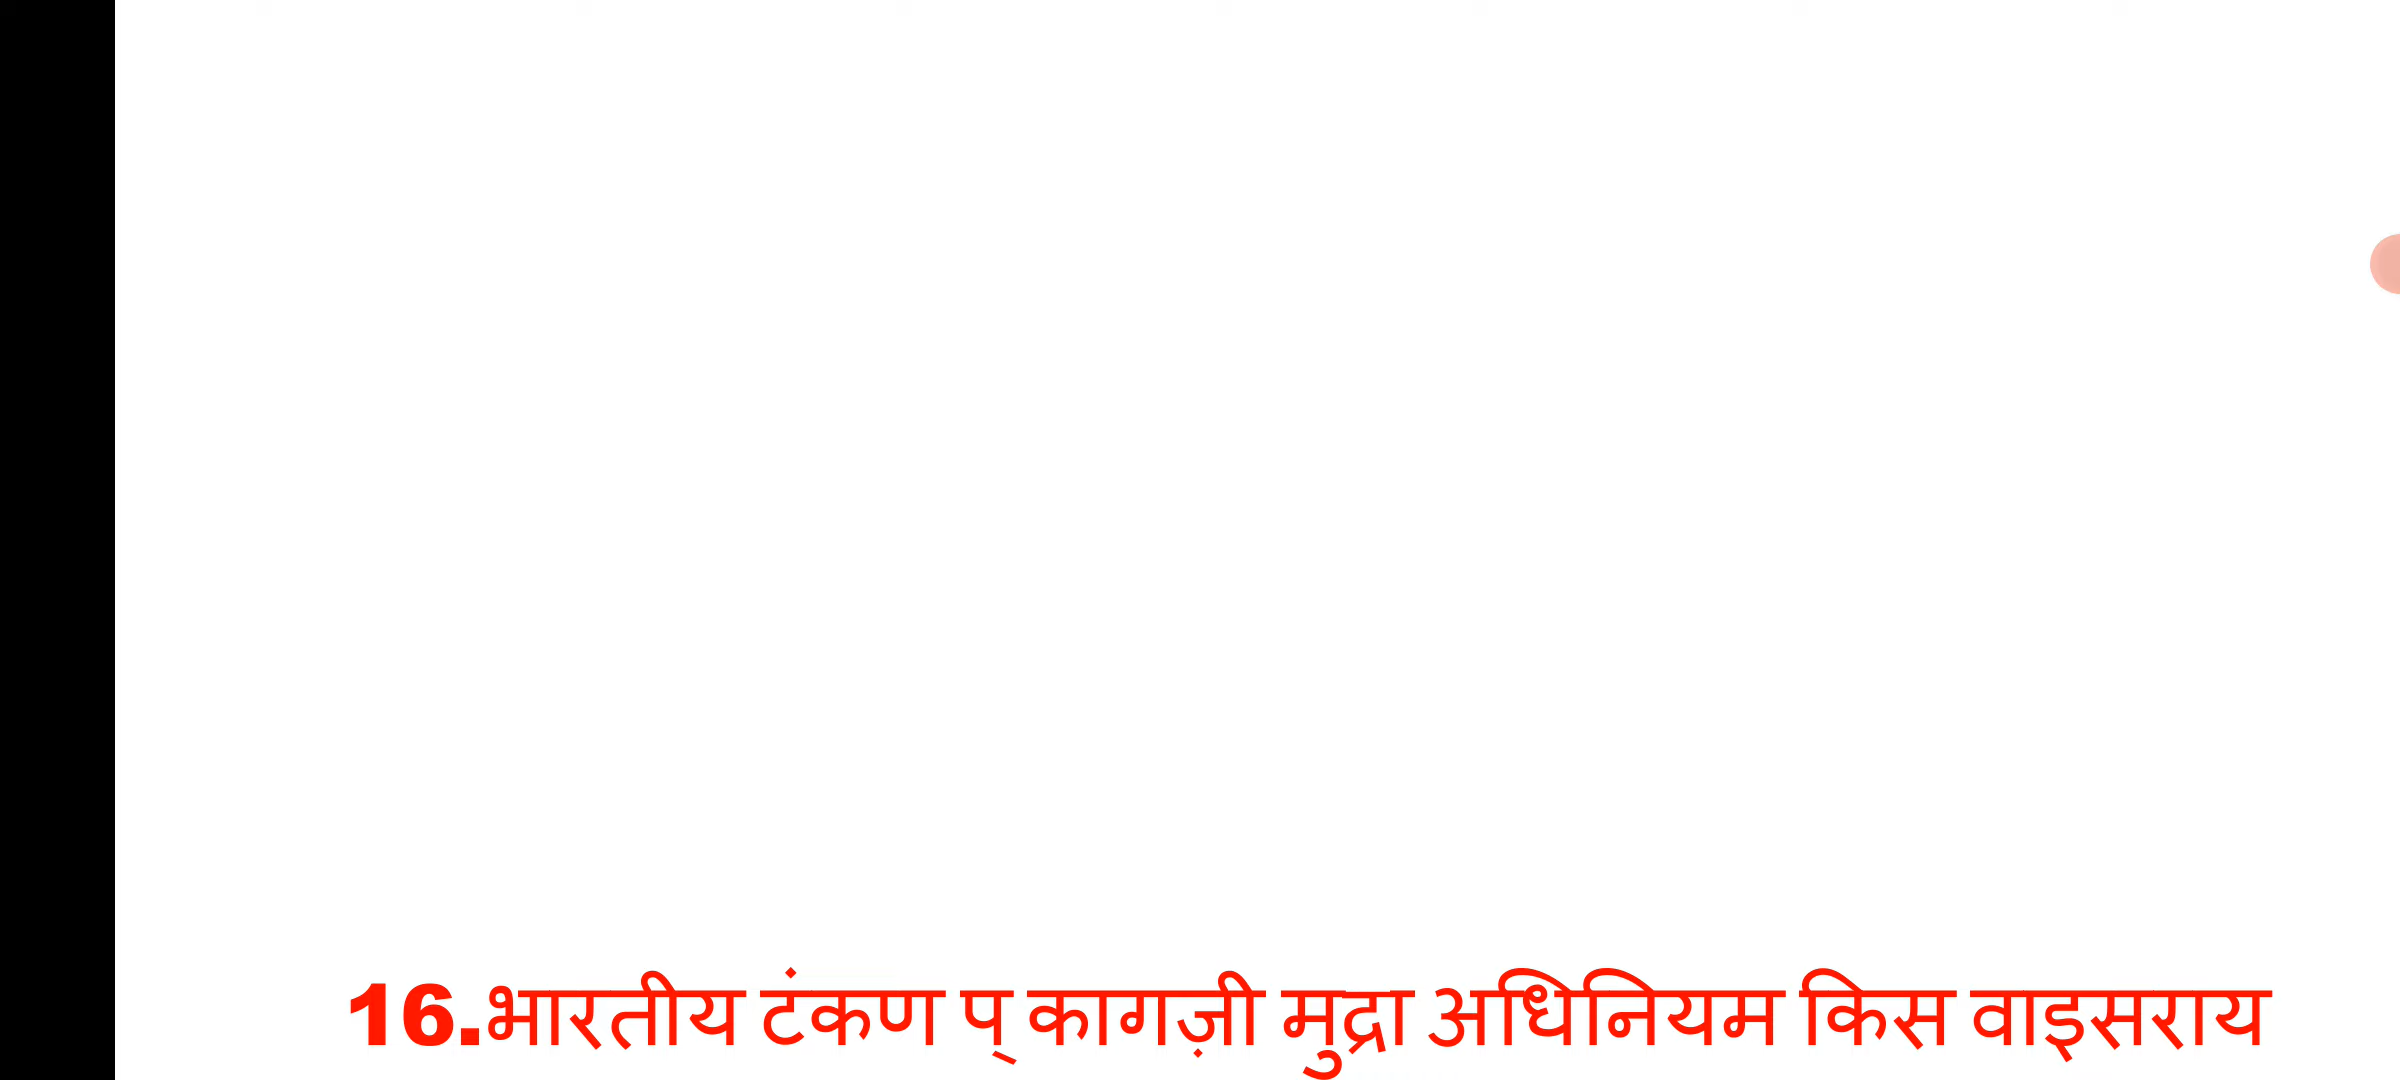 16.भारतीय टंकण प् कागज़ी मुद्रा अधिनियम किस वाइसराय